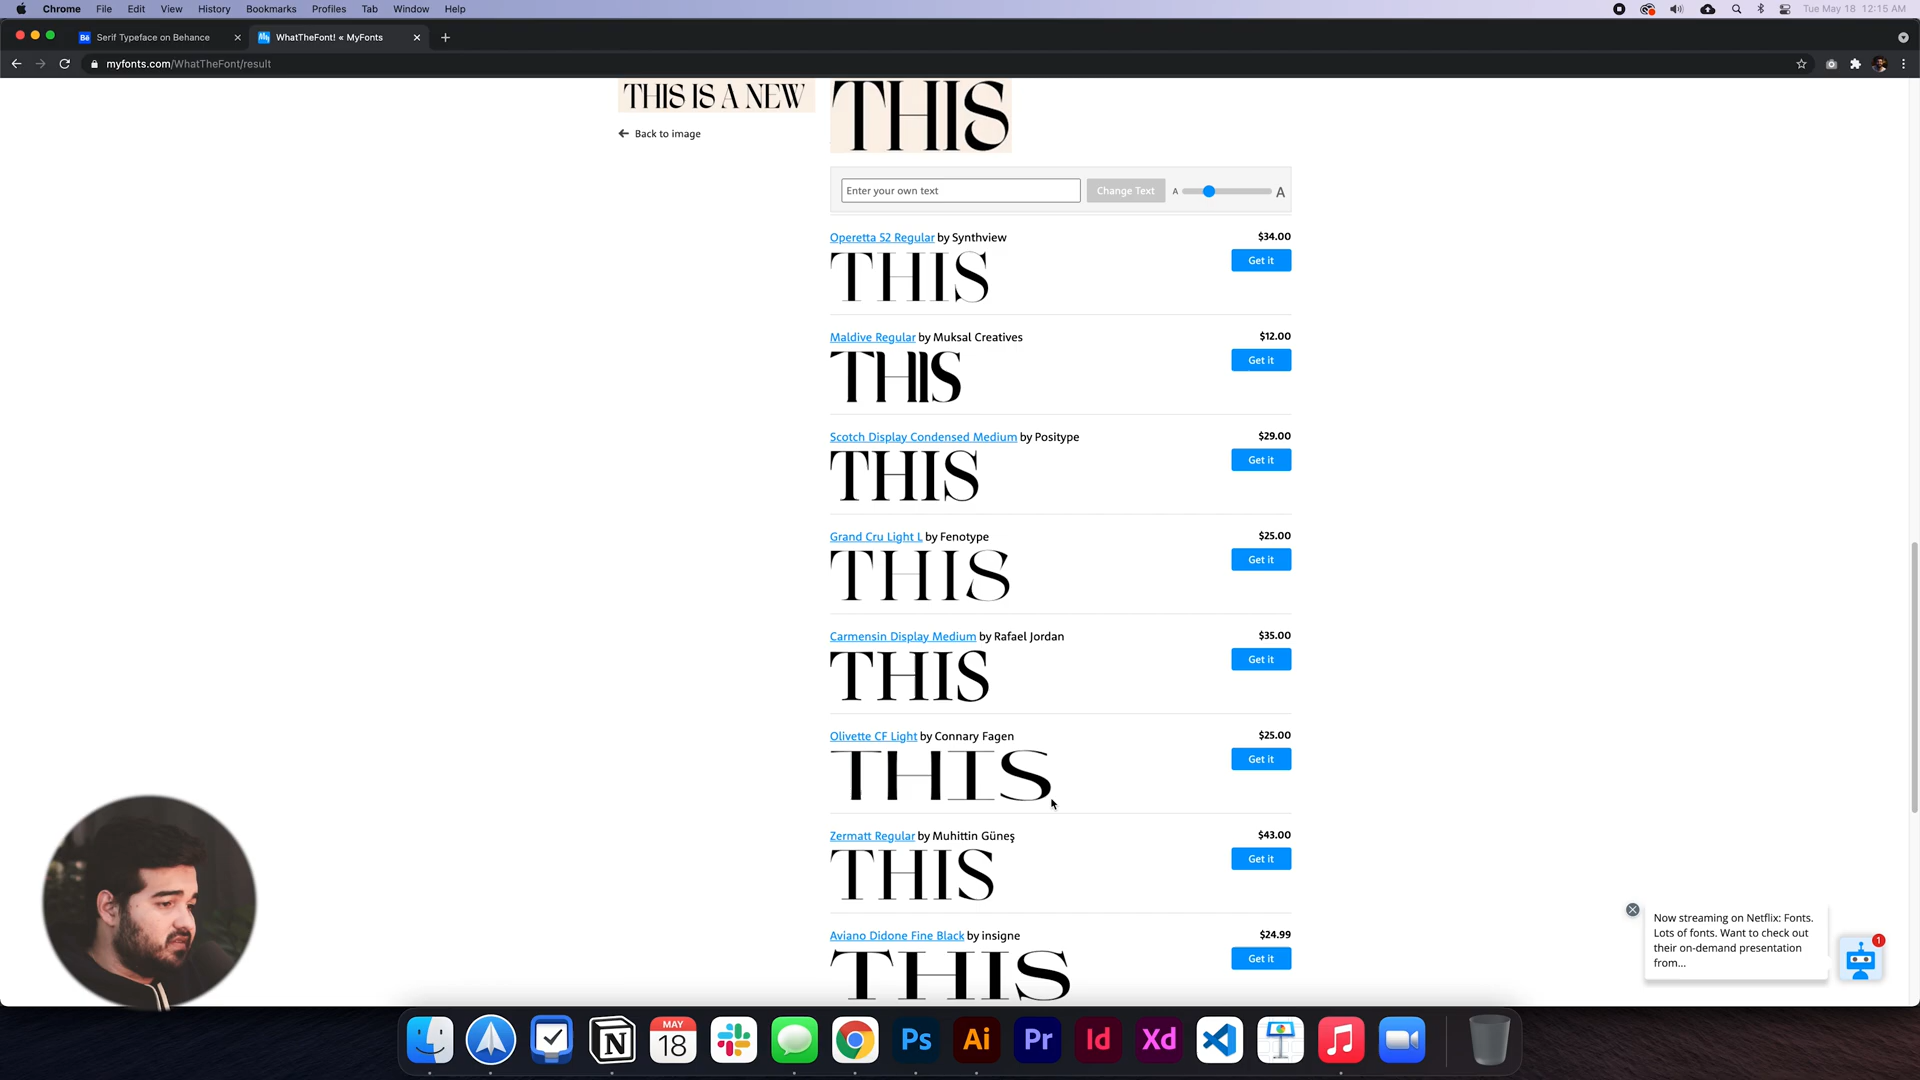 Chrome File Edit View History Bookmarks Profiles Tab Window Help Tue May 18 12:15 AM
Bē Serif Typeface on Behance My WhatTheFont! « MyFonts
myfonts.com/WhatTheFont/result
THIS IS A NEW
THIS
Back to image
Enter your own text Change Text A A
Operetta 52 Regular by Synthview $34.00
Get it
THIS
Maldive Regular by Muksal Creatives $12.00
Get it
THIS
Scotch Display Condensed Medium by Positype $29.00
Get it
THIS
Grand Cru Light L by Fenotype $25.00
Get it
THIS
Carmensin Display Medium by Rafael Jordan $35.00
Get it
THIS
Olivette CF Light by Connary Fagen $25.00
Get it
THIS
Zermatt Regular by Muhittin Güneş $43.00
Get it
THIS
Aviano Didone Fine Black by insigne $24.99
Get it
THIS
Now streaming on Netflix: Fonts.
Lots of fonts. Want to check out
their on-demand presentation
from...
1
MAY
18
N
Ps Ai Pr Id Xd